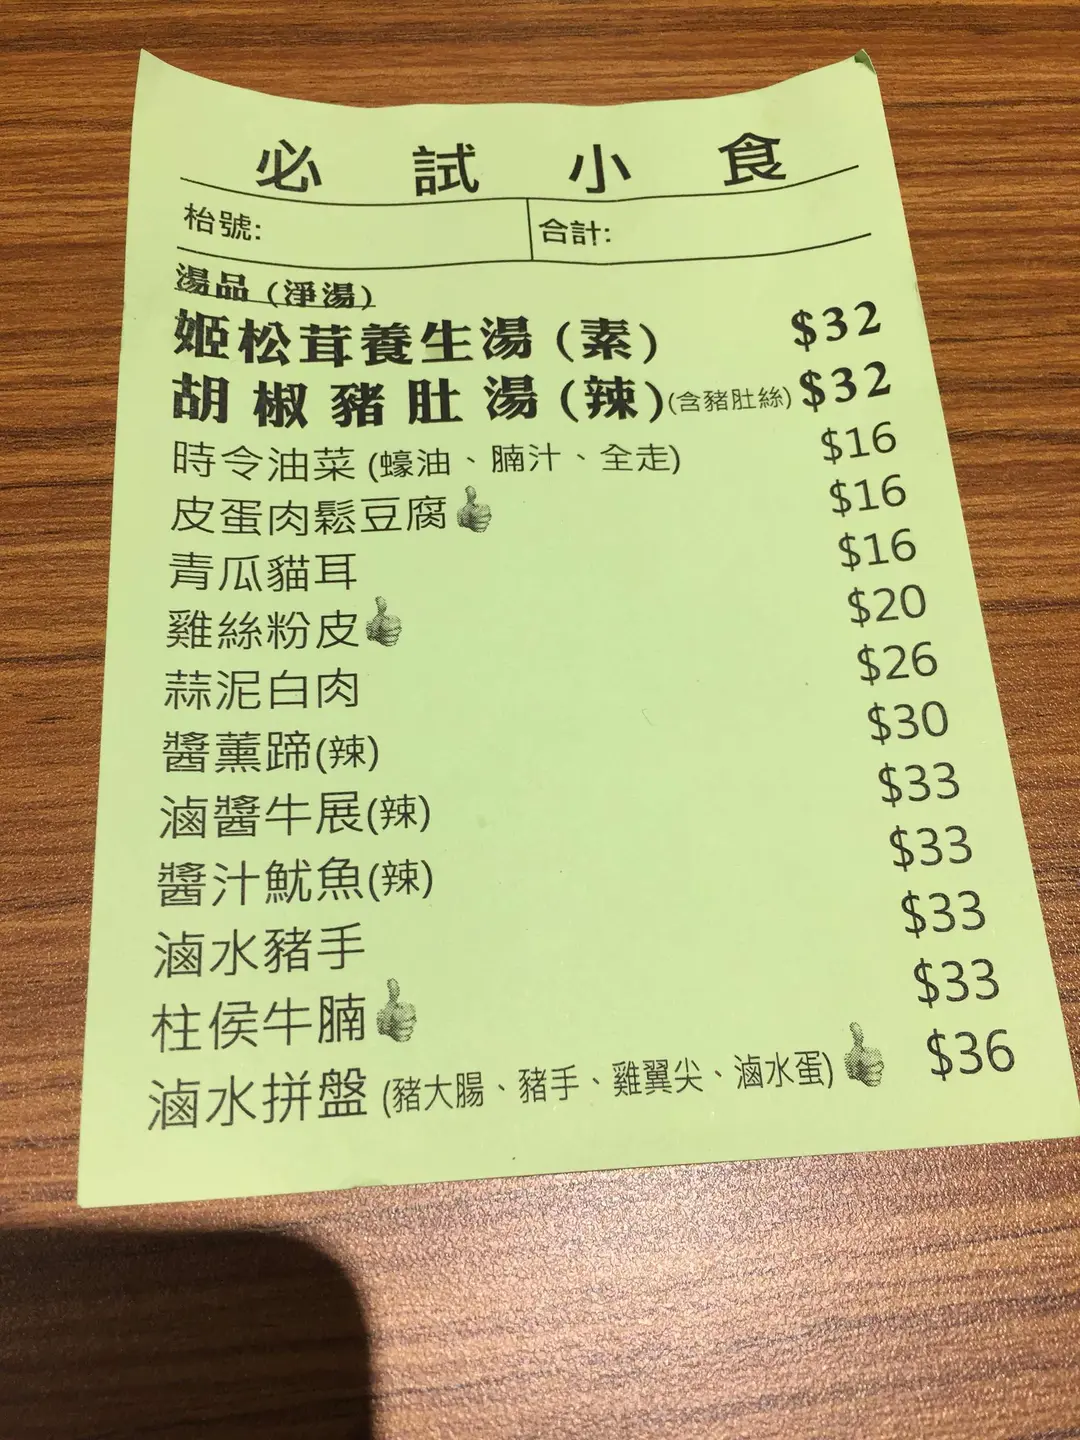 必試小食
枱號:
合計:
湯品 (淨湯)
姬松茸養生湯 (素) $32
胡椒豬肚湯 (辣) (含豬肚絲) $32
時令油菜 (蠔油、腩汁、全走) $16
皮蛋肉鬆豆腐 $16
青瓜貓耳 $16
雞絲粉皮 $20
蒜泥白肉 $26
醬薰蹄(辣) $30
滷醬牛展(辣) $33
醬汁魷魚(辣) $33
滷水豬手 $33
柱侯牛腩 $33
滷水拼盤 (豬大腸、豬手、雞翼尖、滷水蛋) $36